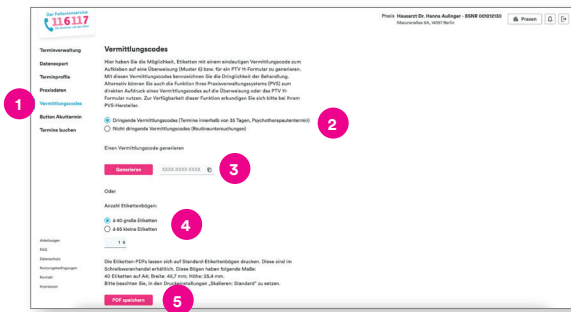 Der Patientenservice
116117
Praxis Hausarzt Dr. Hanna Aulinger - BSNR 001212130
14057 Berlin
Praxen
Terminverwaltung
Datenexport
Terminprofile
Praxisdaten
Vermittlungscodes
Button Akuttermin
Termine buchen
1
Vermittlungscodes
Hier haben Sie die Möglichkeit, Etiketten mit einem eindeutigen Vermittlungscode zum
Aufkleben auf eine Überweisung (Muster 6) bzw. für ein PTV 11-Formular zu generieren.
Mit diesen Vermittlungscodes kennzeichnen Sie die Dringlichkeit der Behandlung.
Alternativ können Sie auch die Funktion Ihres Praxisverwaltungssystems (PVS) zum
direkten Aufdruck eines Vermittlungscodes auf die Überweisung oder das PTV 11-
Formular nutzen. Zur Verfügbarkeit dieser Funktion erkundigen Sie sich bitte bei Ihrem
PVS-Hersteller.
Dringende Vermittlungscodes (Termine innerhalb von 35 Tagen, Psychotherapeutentermin)
Nicht dringende Vermittlungscodes (Routineuntersuchungen)
2
Einen Vermittlungscode generieren
Generieren
XXXX-XXXX-XXXX
3
Oder
Anzahl Etikettenbögen:
à 40 große Etiketten
à 65 kleine Etiketten
4
1
Die Etiketten-PDFs lassen sich auf Standard-Etikettenbögen drucken. Diese sind im
Schreibwarenhandel erhältlich. Diese Bögen haben folgende Maße:
40 Etiketten auf A4; Breite: 45,7 mm; Höhe: 25,4 mm.
Bitte beachten Sie, in den Druckeinstellungen „Skalieren: Standard" zu setzen.
PDF speichern
5
Anleitungen
FAQ
Datenschutz
Nutzungsbedingungen
Kontakt
Impressum